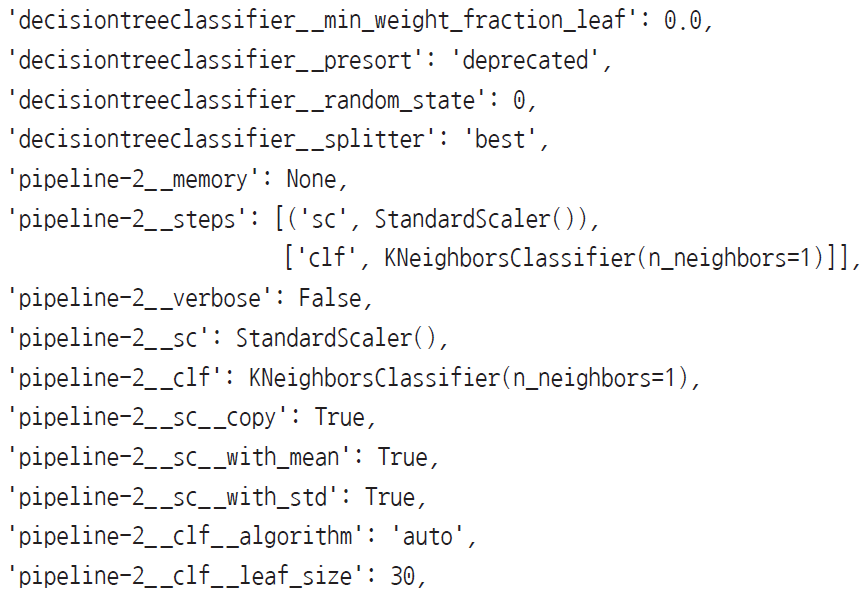 'decisiontreeclassifier__min_weight_fraction_leaf': 0.0,
'decisiontreeclassifier__presort': 'deprecated',
'decisiontreeclassifier__random_state': 0,
'decisiontreeclassifier__splitter': 'best',
'pipeline-2__memory': None,
'pipeline-2__steps': [('sc', StandardScaler()),
['clf', KNeighborsClassifier(n_neighbors=1)]],
'pipeline-2__verbose': False,
'pipeline-2__sc': StandardScaler(),
'pipeline-2__clf': KNeighborsClassifier(n_neighbors=1),
'pipeline-2__sc__copy': True,
'pipeline-2__sc__with_mean': True,
'pipeline-2__sc__with_std': True,
'pipeline-2__clf__algorithm': 'auto',
'pipeline-2__clf__leaf_size': 30,